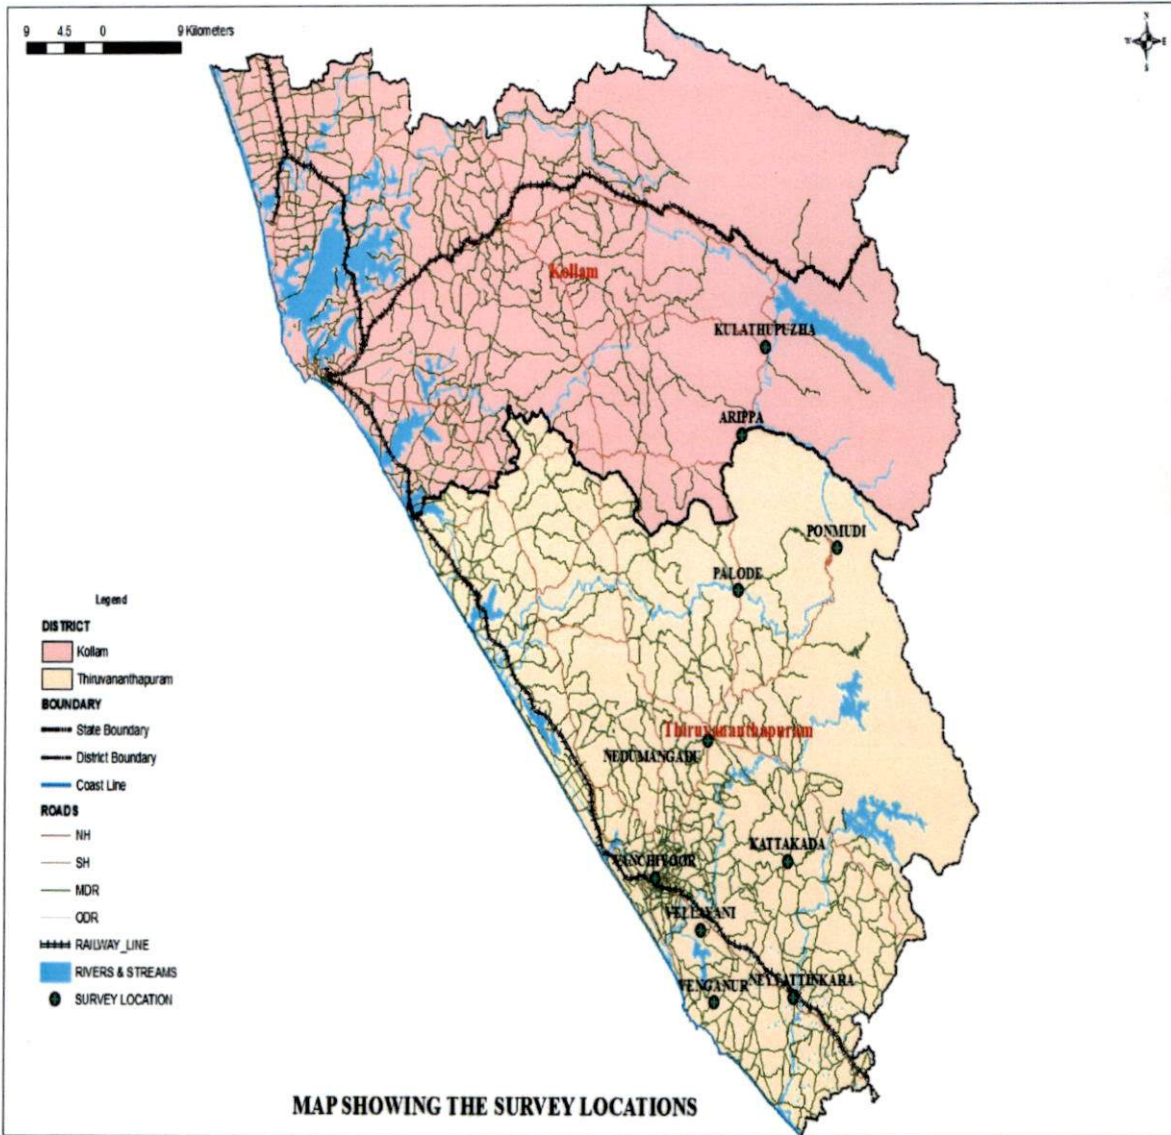 9 4.5 0 9 Kilometers
N
W E
S
Kollam
KULATHUPUZHA
ARIPPA
PONMUDI
PALODE
Thiruvananthapuram
NEDUMANGADU
KATTAKADA
VANCHIYOOR
VELLAYANI
VENGANUR
NEYYATTINKARA
Legend
DISTRICT
Kollam
Thiruvananthapuram
BOUNDARY
State Boundary
District Boundary
Coast Line
ROADS
NH
SH
MDR
ODR
RAILWAY_LINE
RIVERS & STREAMS
SURVEY LOCATION
MAP SHOWING THE SURVEY LOCATIONS